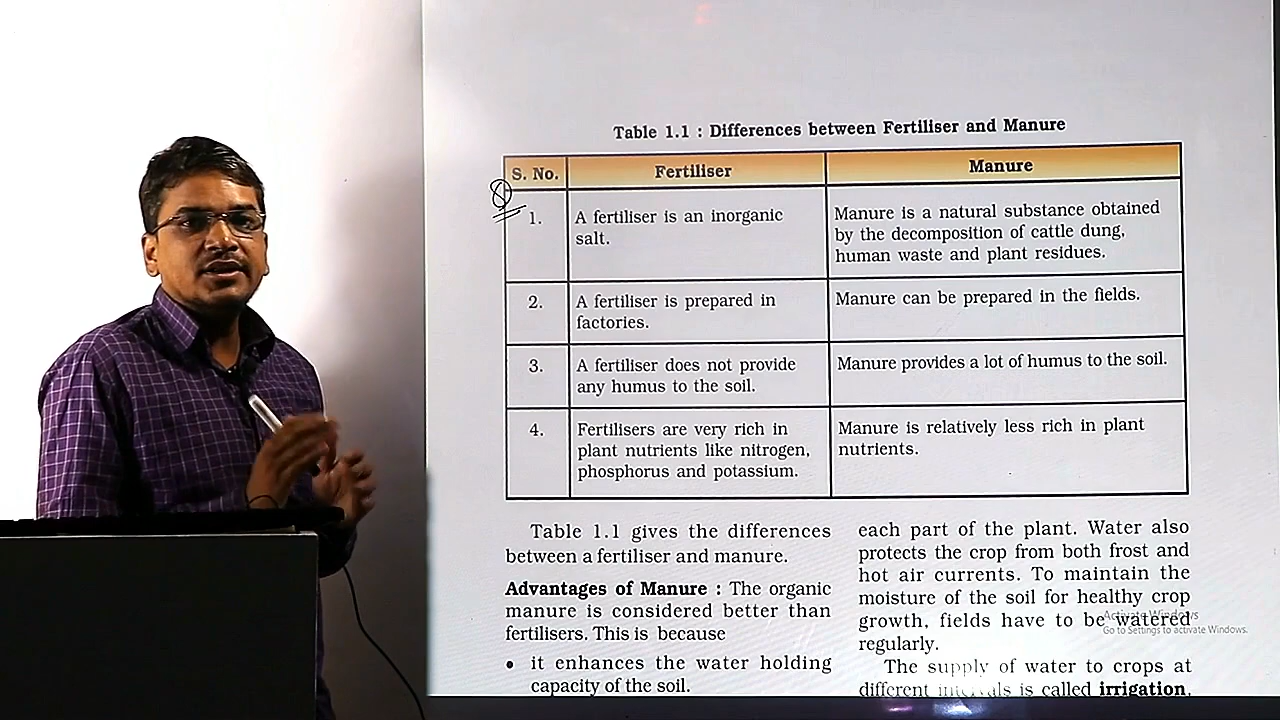 Table 1.1 : Differences between Fertiliser and Manure
S. No. Fertiliser Manure
1. A fertiliser is an inorganic salt. Manure is a natural substance obtained by the decomposition of cattle dung, human waste and plant residues.
2. A fertiliser is prepared in factories. Manure can be prepared in the fields.
3. A fertiliser does not provide any humus to the soil. Manure provides a lot of humus to the soil.
4. Fertilisers are very rich in plant nutrients like nitrogen, phosphorus and potassium. Manure is relatively less rich in plant nutrients.
Table 1.1 gives the differences
between a fertiliser and manure.
Advantages of Manure : The organic
manure is considered better than
fertilisers. This is because
• it enhances the water holding
capacity of the soil.
each part of the plant. Water also
protects the crop from both frost and
hot air currents. To maintain the
moisture of the soil for healthy crop
growth, fields have to be watered
regularly.
The supply of water to crops at
different intervals is called irrigation.
Activate Windows
Go to Settings to activate Windows.